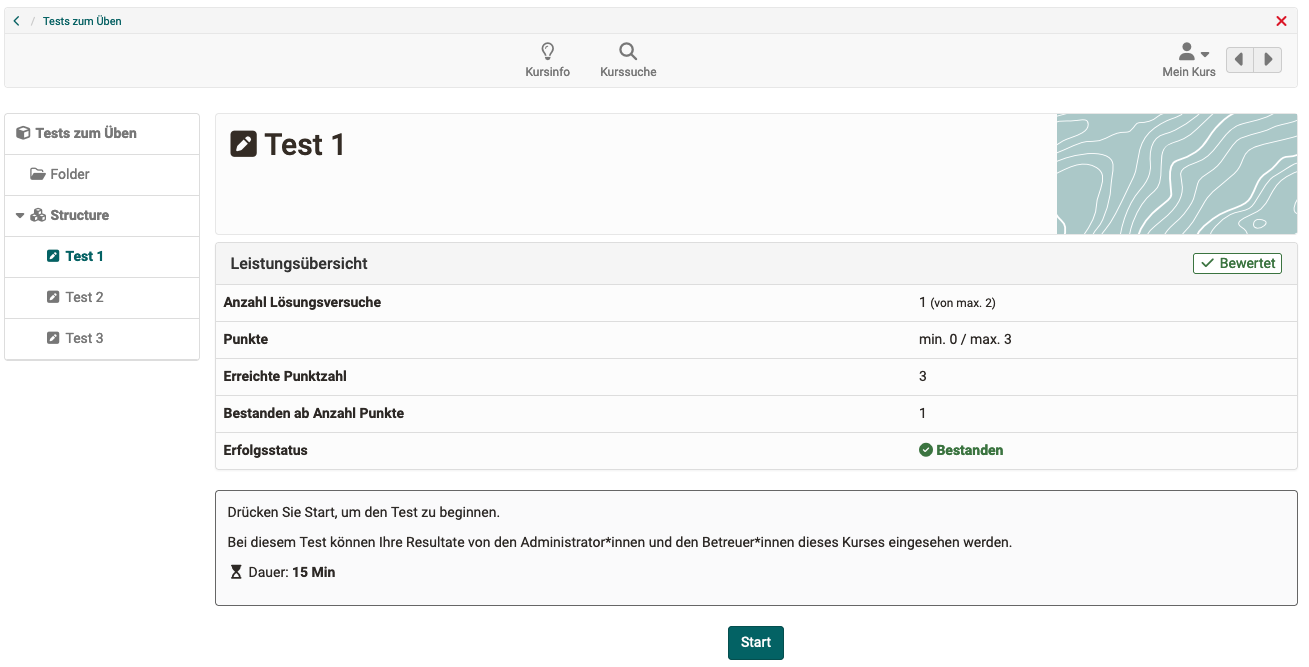 / Tests zum Üben
Kursinfo
Kurssuche
Mein Kurs
Tests zum Üben
Folder
Structure
Test 1
Test 2
Test 3
Test 1
Leistungsübersicht
Bewertet
Anzahl Lösungsversuche 1 (von max. 2)
Punkte min. 0 / max. 3
Erreichte Punktzahl 3
Bestanden ab Anzahl Punkte 1
Erfolgsstatus Bestanden
Drücken Sie Start, um den Test zu beginnen.
Bei diesem Test können Ihre Resultate von den Administrator*innen und den Betreuer*innen dieses Kurses eingesehen werden.
Dauer: 15 Min
Start